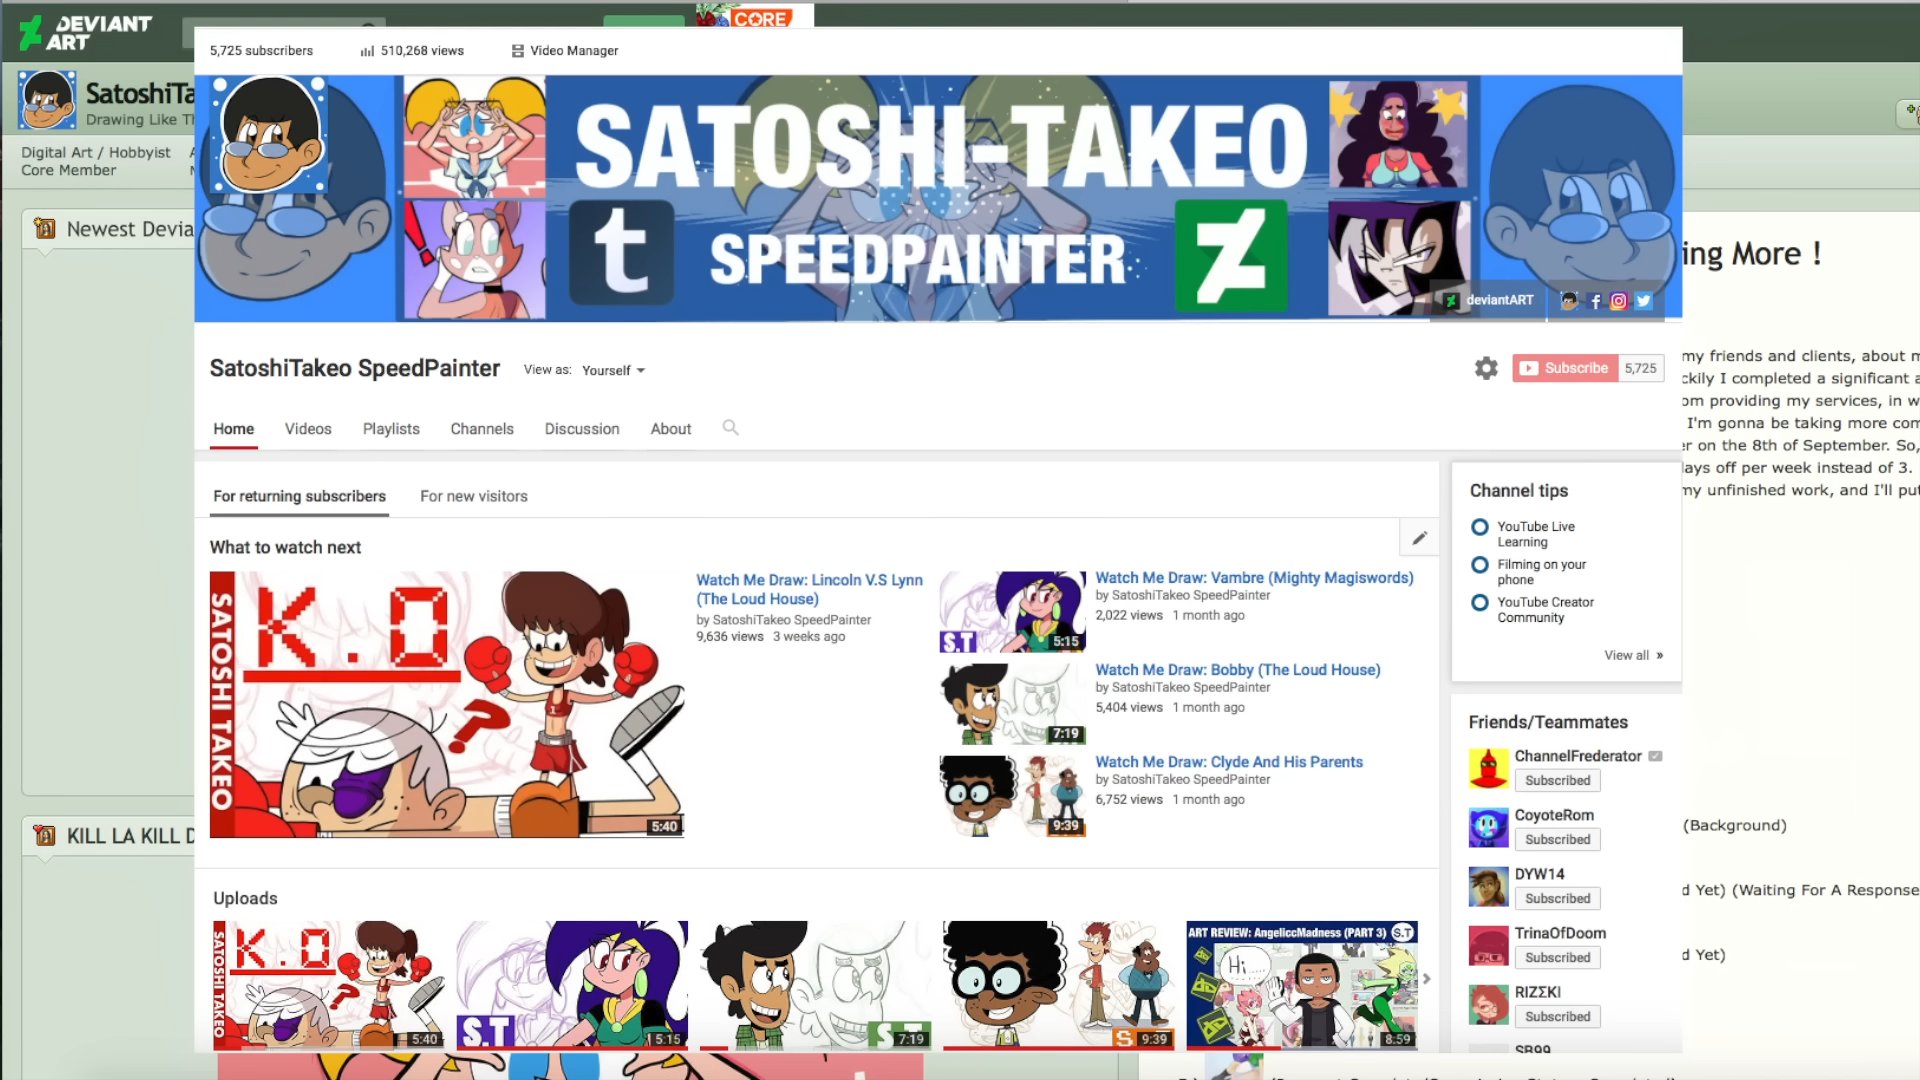 DEVIANT
ART
CORE
5,725 subscribers
510,268 views
Video Manager
SatoshiTa
Drawing Like Th
Digital Art / Hobbyist
Core Member
SATOSHI-TAKEO
t
SPEEDPAINTER
deviantART
Newest Devia
ing More !
SatoshiTakeo SpeedPainter
View as: Yourself
Subscribe 5,725
my friends and clients, about m
ckily I completed a significant a
om providing my services, in w
I'm gonna be taking more com
er on the 8th of September. So,
lays off per week instead of 3.
my unfinished work, and I'll put
Home
Videos
Playlists
Channels
Discussion
About
For returning subscribers
For new visitors
Channel tips
YouTube Live
Learning
Filming on your
phone
YouTube Creator
Community
View all »
What to watch next
SATOSHI TAKEO
K.O
?
5:40
Watch Me Draw: Lincoln V.S Lynn
(The Loud House)
by SatoshiTakeo SpeedPainter
9,636 views 3 weeks ago
S.T
5:15
Watch Me Draw: Vambre (Mighty Magiswords)
by SatoshiTakeo SpeedPainter
2,022 views 1 month ago
7:19
Watch Me Draw: Bobby (The Loud House)
by SatoshiTakeo SpeedPainter
5,404 views 1 month ago
9:39
Watch Me Draw: Clyde And His Parents
by SatoshiTakeo SpeedPainter
6,752 views 1 month ago
Friends/Teammates
ChannelFrederator
Subscribed
CoyoteRom
Subscribed
DYW14
Subscribed
TrinaOfDoom
Subscribed
RIZΣKI
Subscribed
SB99
KILL LA KILL D
(Background)
d Yet) (Waiting For A Response
d Yet)
Uploads
SATOSHI TAKEO
K.O
?
5:40
S.T
5:15
S.T
7:19
S
9:39
ART REVIEW: AngeliccMadness (PART 3) S.T
Hi....
8:59